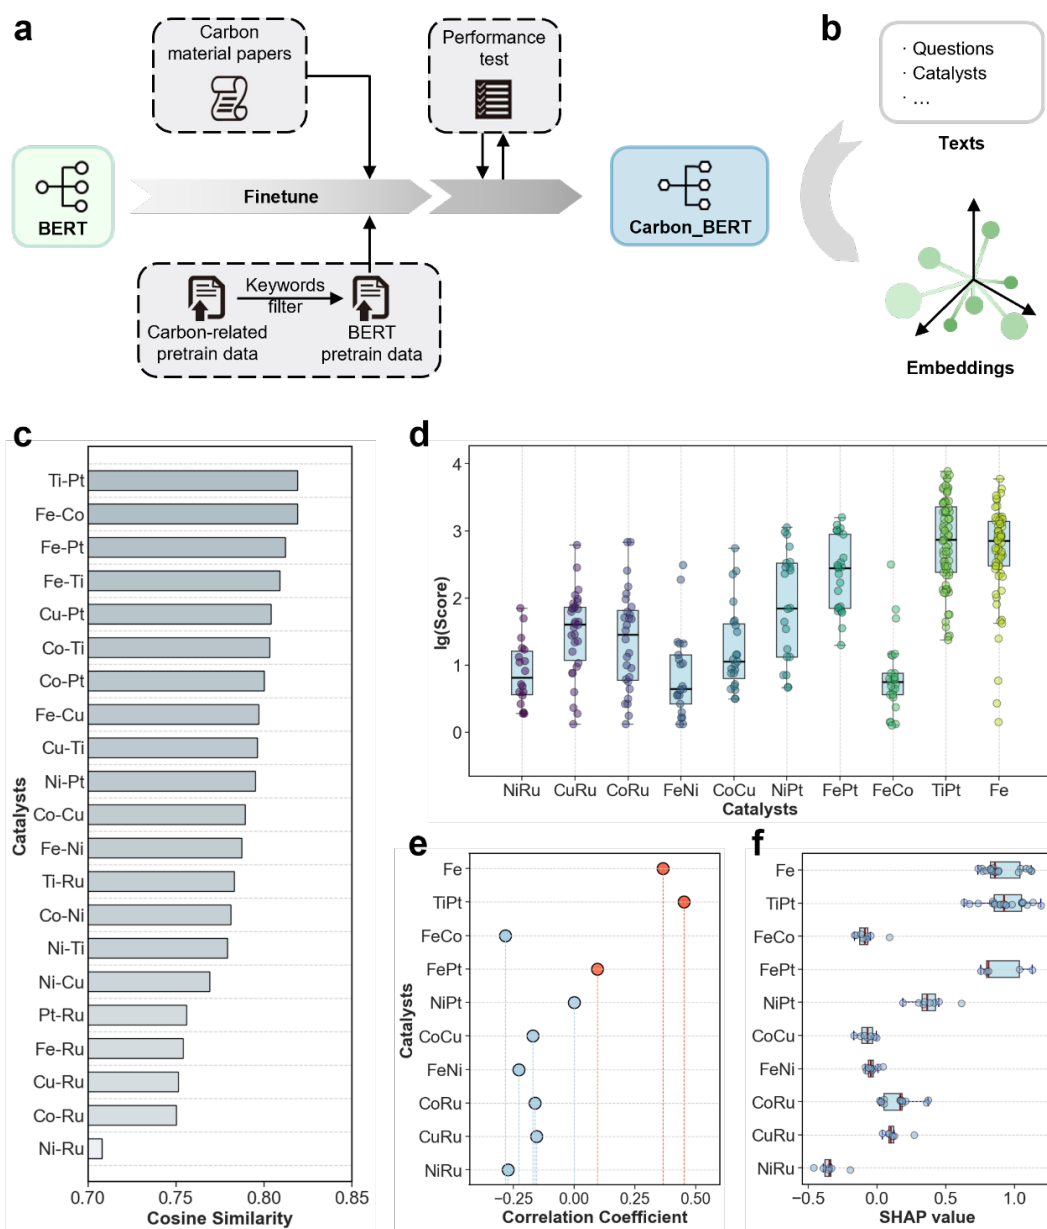 a
Carbon
material papers
Performance
test
BERT
Finetune
Carbon_BERT
Keywords
filter
Carbon-related
pretrain data
BERT
pretrain data
b
· Questions
· Catalysts
· ...
Texts
Embeddings
c
Catalysts
Ti-Pt
Fe-Co
Fe-Pt
Fe-Ti
Cu-Pt
Co-Ti
Co-Pt
Fe-Cu
Cu-Ti
Ni-Pt
Co-Cu
Fe-Ni
Ti-Ru
Co-Ni
Ni-Ti
Ni-Cu
Pt-Ru
Fe-Ru
Cu-Ru
Co-Ru
Ni-Ru
0.70 0.75 0.80 0.85
Cosine Similarity
d
lg(Score)
4
3
2
1
0
NiRu CuRu CoRu FeNi CoCu NiPt FePt FeCo TiPt Fe
Catalysts
e
Catalysts
Fe
TiPt
FeCo
FePt
NiPt
CoCu
FeNi
CoRu
CuRu
NiRu
−0.25 0.00 0.25 0.50
Correlation Coefficient
f
Fe
TiPt
FeCo
FePt
NiPt
CoCu
FeNi
CoRu
CuRu
NiRu
−0.5 0.0 0.5 1.0
SHAP value